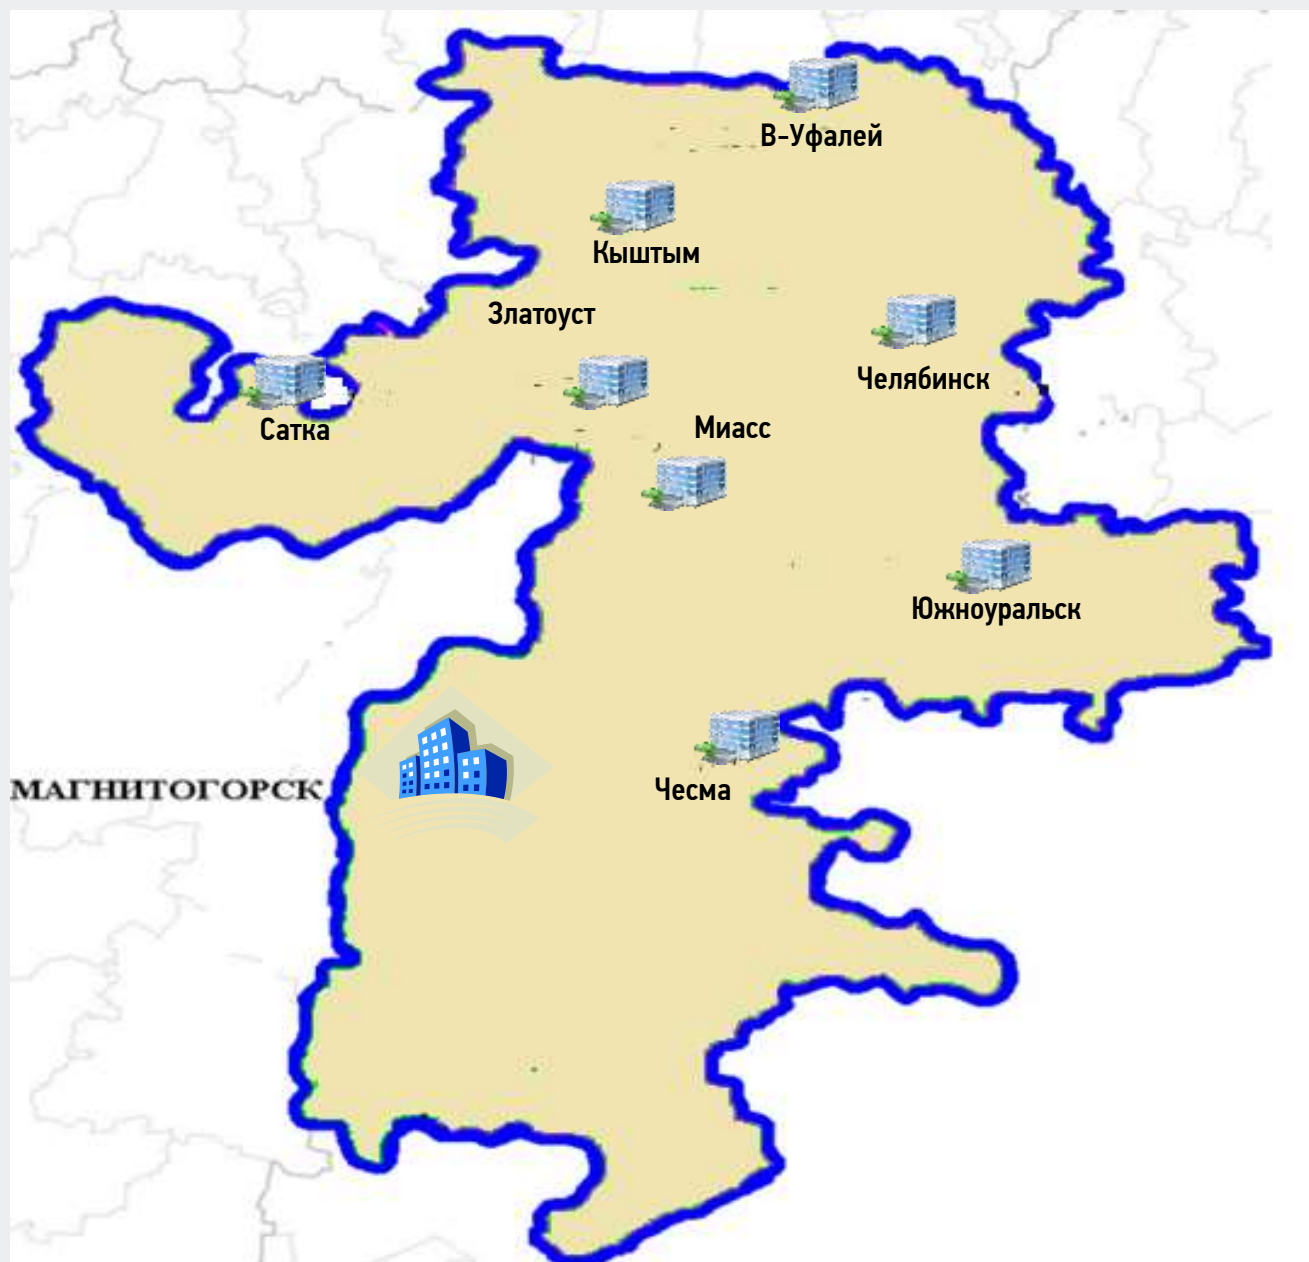 В-Уфалей
Кыштым
Златоуст
Челябинск
Сатка
Миасс
Южноуральск
МАГНИТОГОРСК
Чесма